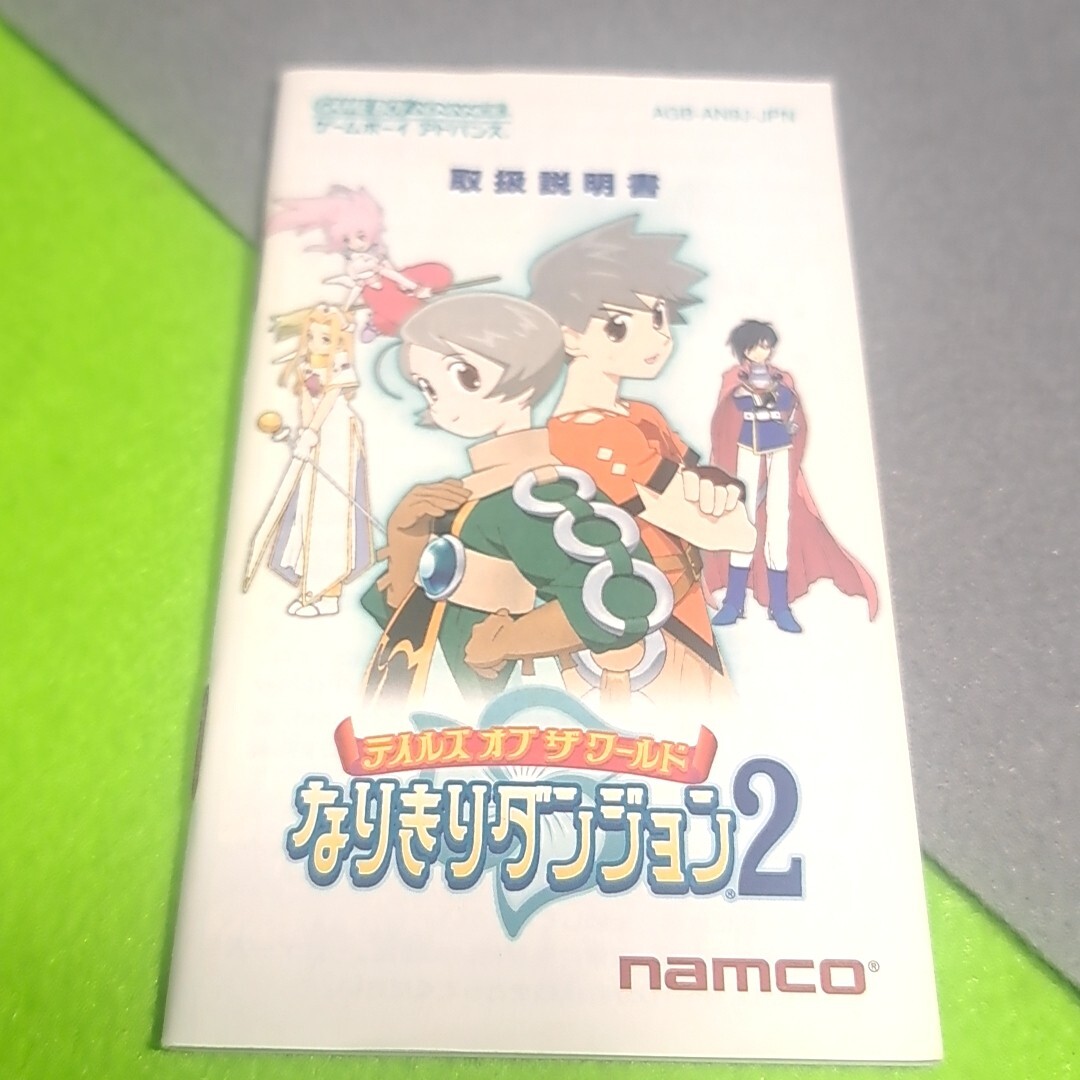 GAME BOY ADVANCE
ゲームボーイ アドバンス
AGB-AN8J-JPN
取扱説明書
テイルズ オブ ザ ワールド
なりきりダンジョン2
®
namco®